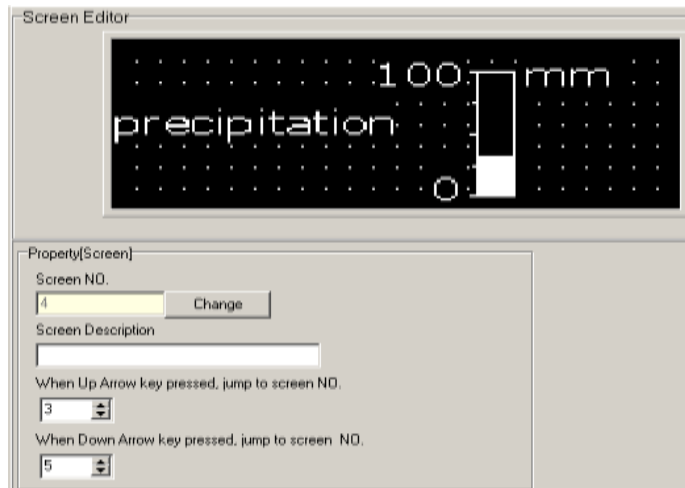 Screen Editor
100 mm
precipitation
0
Property[Screen]
Screen NO.
4 Change
Screen Description
When Up Arrow key pressed, jump to screen NO.
3
When Down Arrow key pressed, jump to screen NO.
5